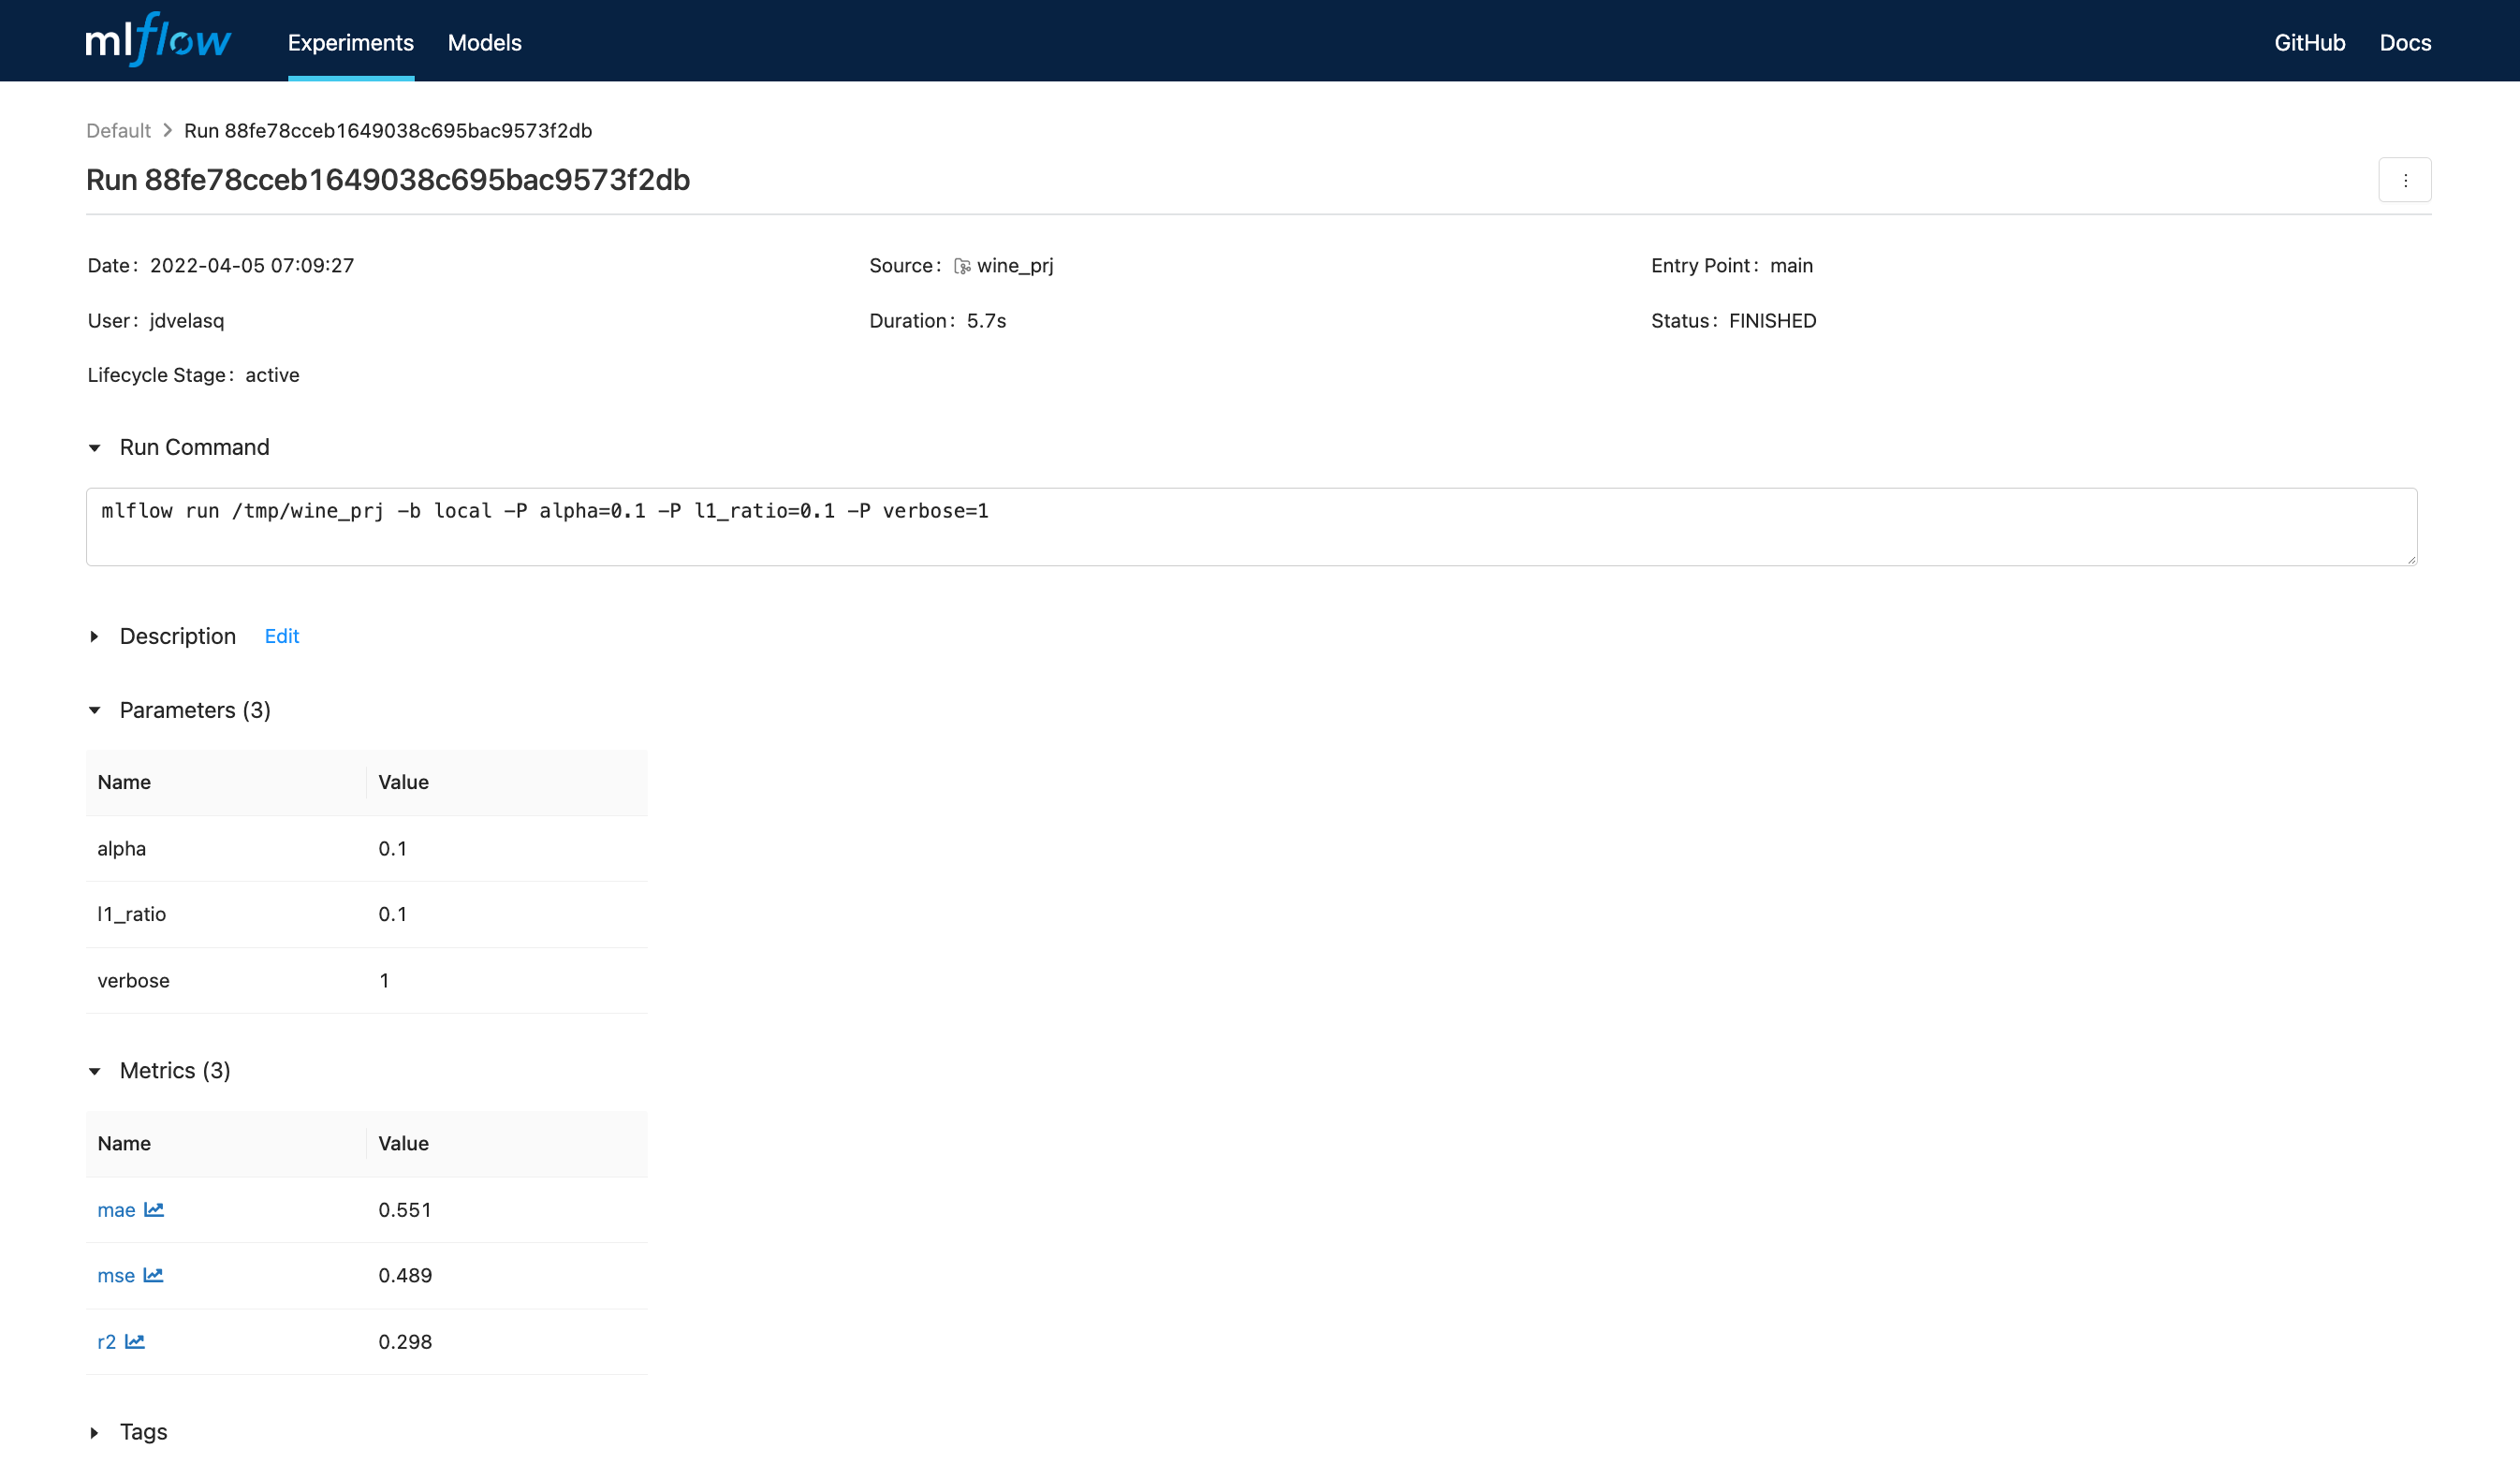 mlflow Experiments Models GitHub Docs
Default > Run 88fe78cceb1649038c695bac9573f2db
Run 88fe78cceb1649038c695bac9573f2db
Date: 2022-04-05 07:09:27 Source: wine_prj Entry Point: main
User: jdvelasq Duration: 5.7s Status: FINISHED
Lifecycle Stage: active
Run Command
mlflow run /tmp/wine_prj -b local -P alpha=0.1 -P l1_ratio=0.1 -P verbose=1
Description Edit
Parameters (3)
Name Value
alpha 0.1
l1_ratio 0.1
verbose 1
Metrics (3)
Name Value
mae 0.551
mse 0.489
r2 0.298
Tags